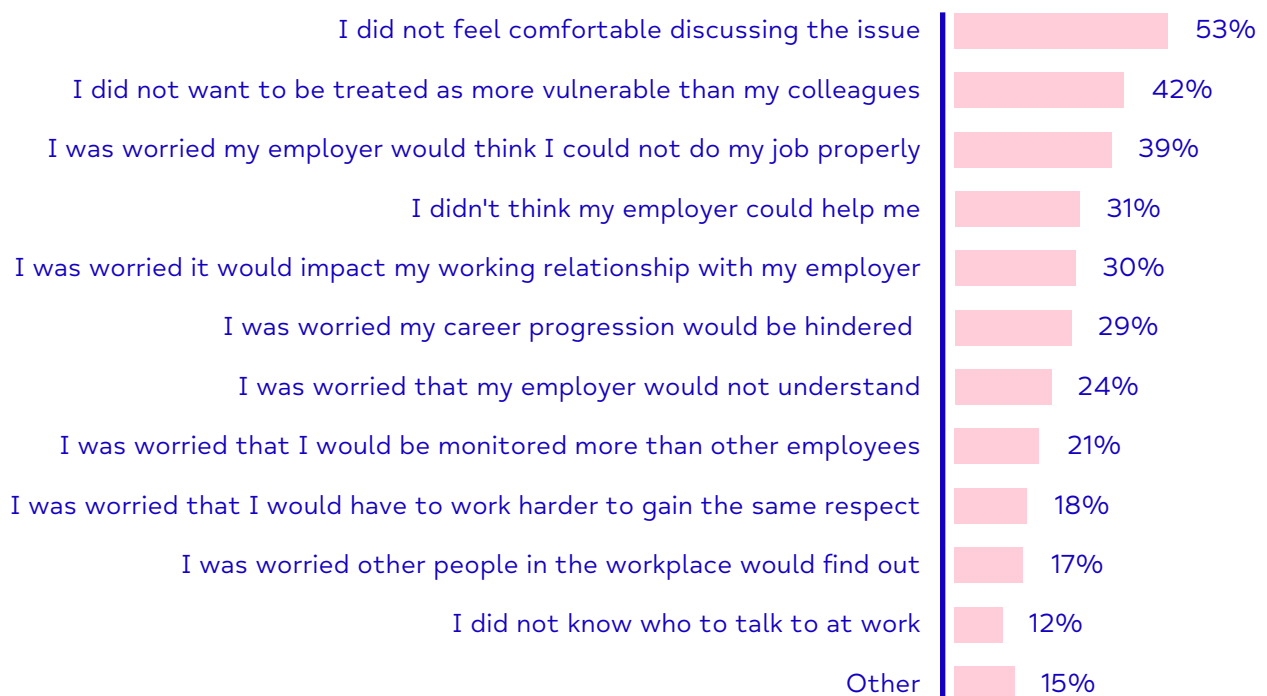 I did not feel comfortable discussing the issue 53%
I did not want to be treated as more vulnerable than my colleagues 42%
I was worried my employer would think I could not do my job properly 39%
I didn't think my employer could help me 31%
I was worried it would impact my working relationship with my employer 30%
I was worried my career progression would be hindered 29%
I was worried that my employer would not understand 24%
I was worried that I would be monitored more than other employees 21%
I was worried that I would have to work harder to gain the same respect 18%
I was worried other people in the workplace would find out 17%
I did not know who to talk to at work 12%
Other 15%